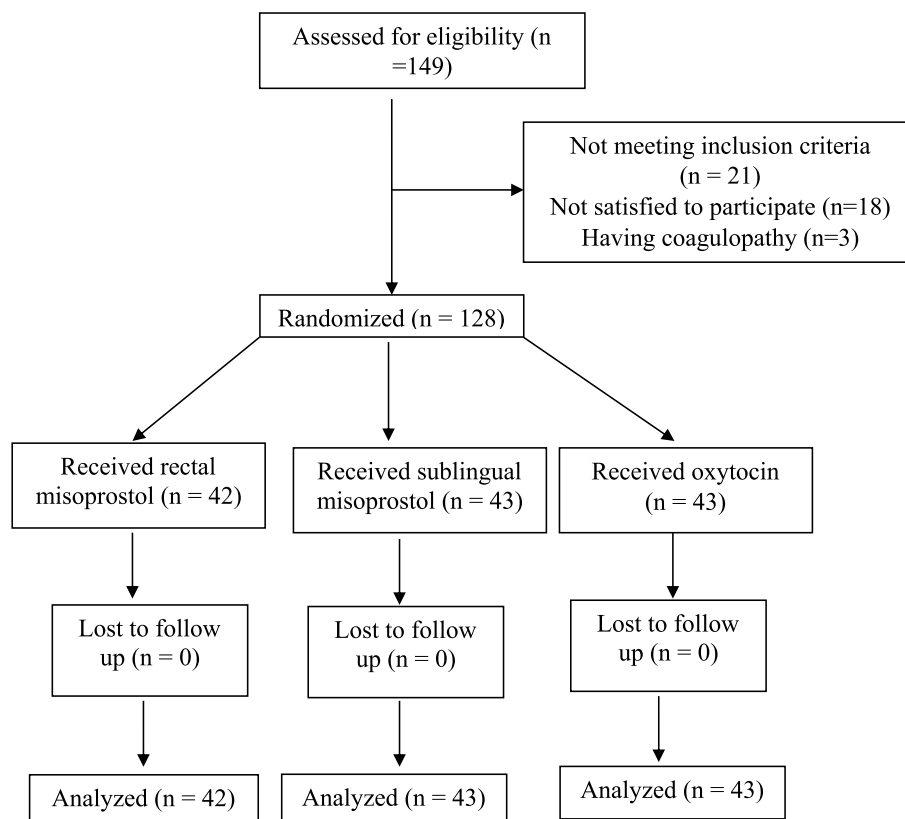 Assessed for eligibility (n
=149)
Not meeting inclusion criteria
(n = 21)
Not satisfied to participate (n=18)
Having coagulopathy (n=3)
Randomized (n = 128)
Received rectal
misoprostol (n = 42)
Received sublingual
misoprostol (n = 43)
Received oxytocin
(n = 43)
Lost to follow
up (n = 0)
Lost to follow
up (n = 0)
Lost to follow
up (n = 0)
Analyzed (n = 42)
Analyzed (n = 43)
Analyzed (n = 43)